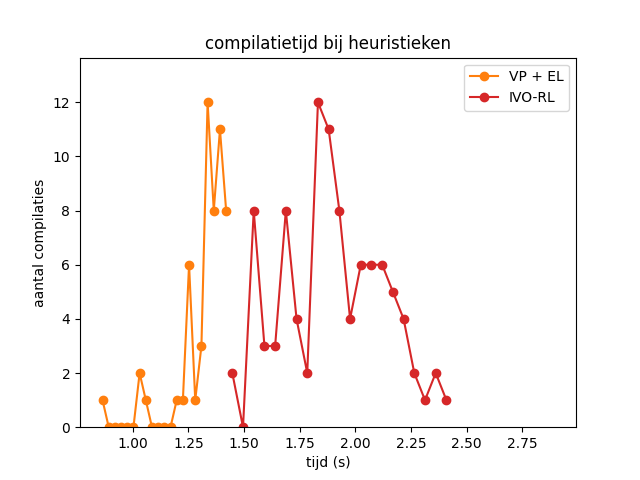 compilatietijd bij heuristieken
VP + EL
IVO-RL
aantal compilaties
12
10
8
6
4
2
0
1.00 1.25 1.50 1.75 2.00 2.25 2.50 2.75
tijd (s)